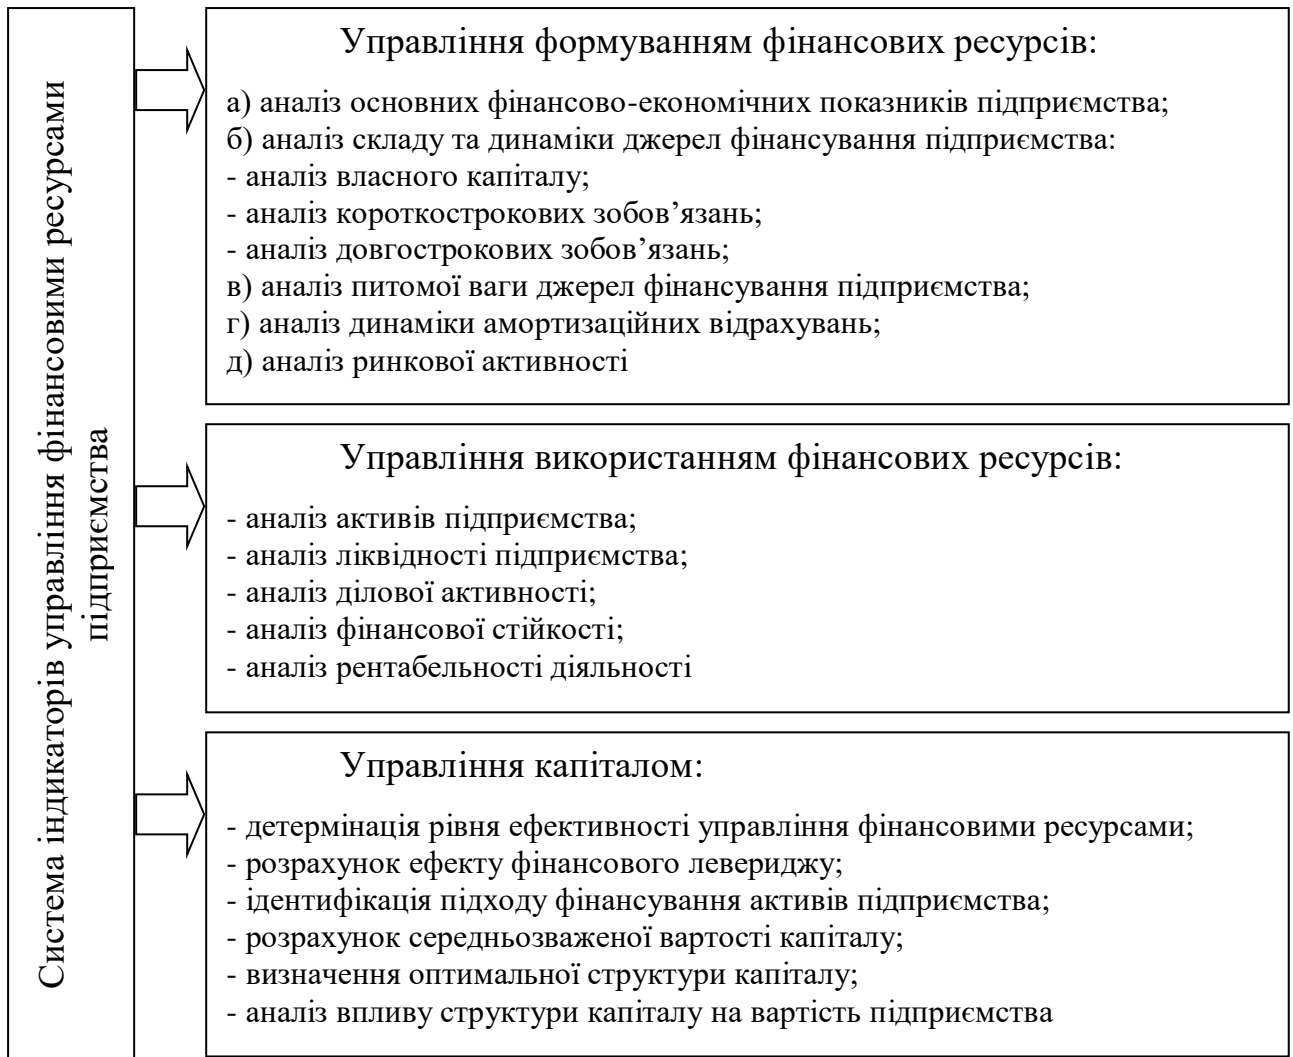 Система індикаторів управління фінансовими ресурсами
підприємства
Управління формуванням фінансових ресурсів:
а) аналіз основних фінансово-економічних показників підприємства;
б) аналіз складу та динаміки джерел фінансування підприємства:
- аналіз власного капіталу;
- аналіз короткострокових зобов’язань;
- аналіз довгострокових зобов’язань;
в) аналіз питомої ваги джерел фінансування підприємства;
г) аналіз динаміки амортизаційних відрахувань;
д) аналіз ринкової активності
Управління використанням фінансових ресурсів:
- аналіз активів підприємства;
- аналіз ліквідності підприємства;
- аналіз ділової активності;
- аналіз фінансової стійкості;
- аналіз рентабельності діяльності
Управління капіталом:
- детермінація рівня ефективності управління фінансовими ресурсами;
- розрахунок ефекту фінансового левериджу;
- ідентифікація підходу фінансування активів підприємства;
- розрахунок середньозваженої вартості капіталу;
- визначення оптимальної структури капіталу;
- аналіз впливу структури капіталу на вартість підприємства